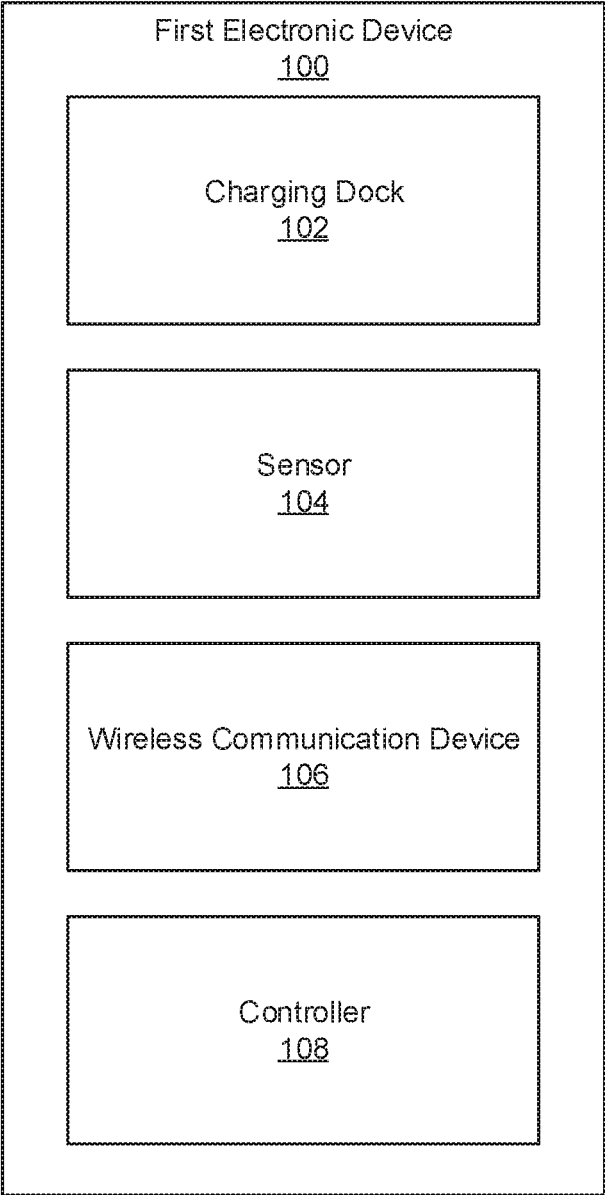 First Electronic Device
100
Charging Dock
102
Sensor
104
Wireless Communication Device
106
Controller
108